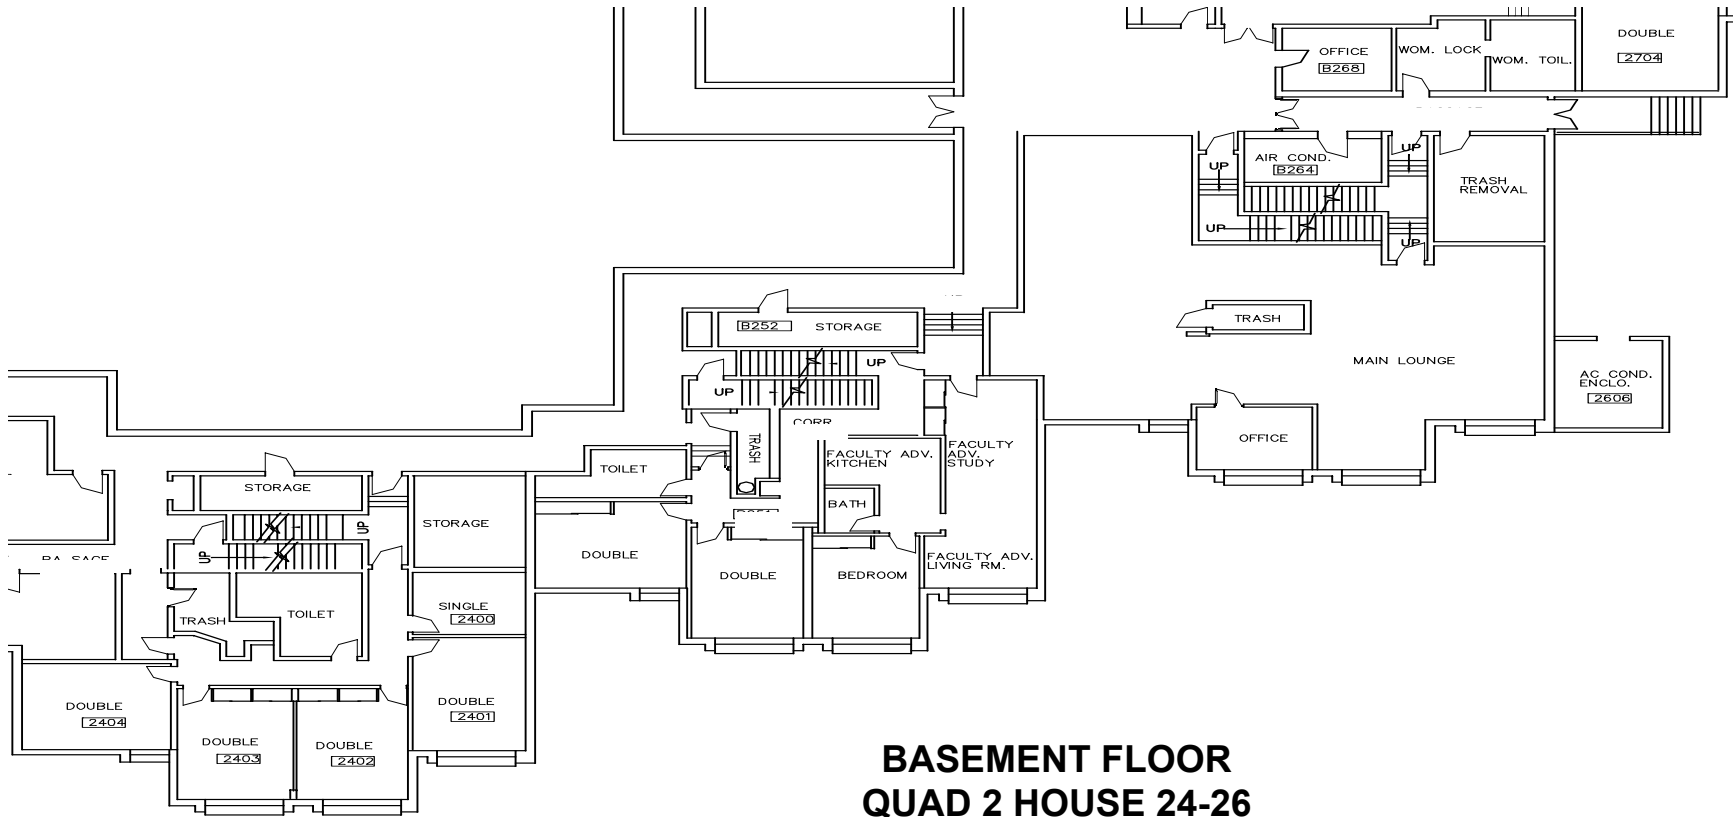 OFFICE
B268
WOM. LOCK
WOM. TOIL.
DOUBLE
2704
UP
AIR COND.
B264
UP
TRASH
REMOVAL
UP
UP
B252
STORAGE
TRASH
MAIN LOUNGE
AC COND.
ENCLO.
2606
UP
UP
CORR
TRASH
FACULTY ADV.
KITCHEN
FACULTY
ADV.
STUDY
OFFICE
TOILET
STORAGE
BATH
STORAGE
UP
UP
DOUBLE
DOUBLE
BEDROOM
FACULTY ADV.
LIVING RM.
TRASH
TOILET
SINGLE
2400
DOUBLE
2401
DOUBLE
2404
DOUBLE
2403
DOUBLE
2402
BASEMENT FLOOR
QUAD 2 HOUSE 24-26